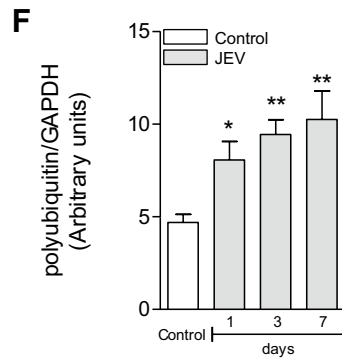 F
polyubiquitin/GAPDH
(Arbitrary units)
15
10
5
0
Control
JEV
*
**
**
Control
1
3
7
days